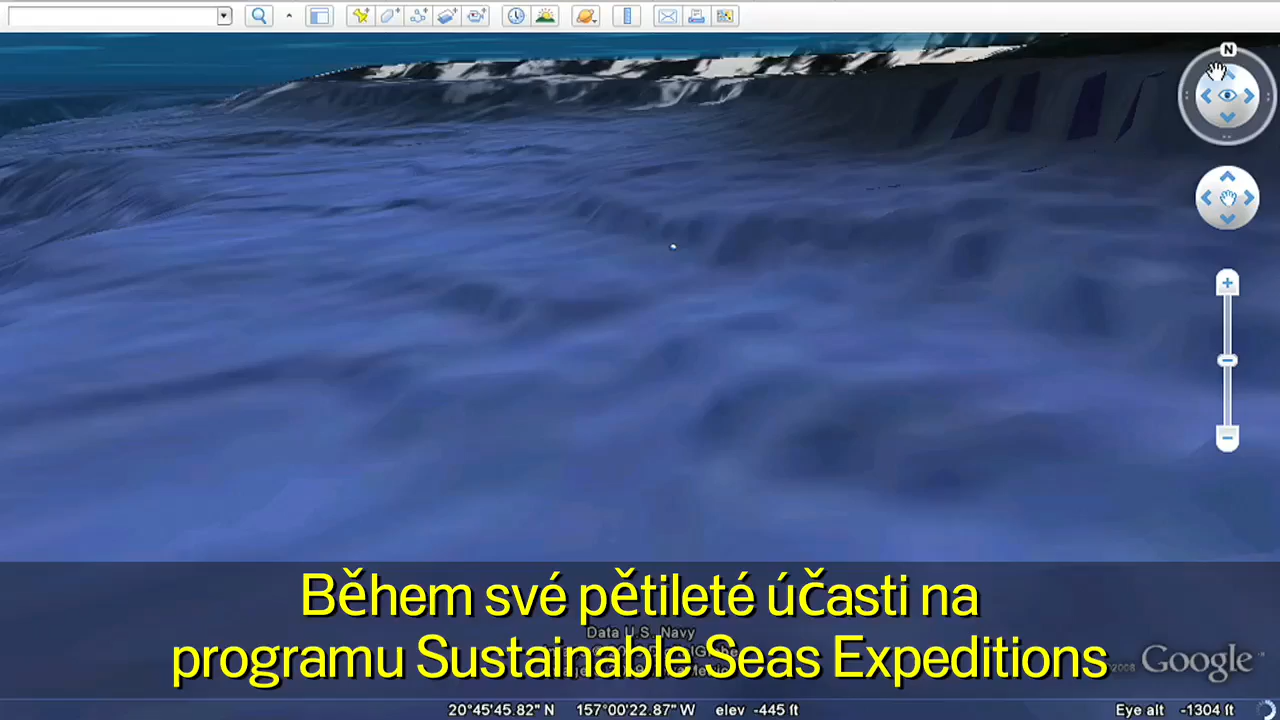 N
Během své pětileté účasti na
Data U.S. Navy
programu Sustainable Seas Expeditions
2008 Google
20°45'45.82" N 157°00'22.87" W elev -445 ft Eye alt -1304 ft